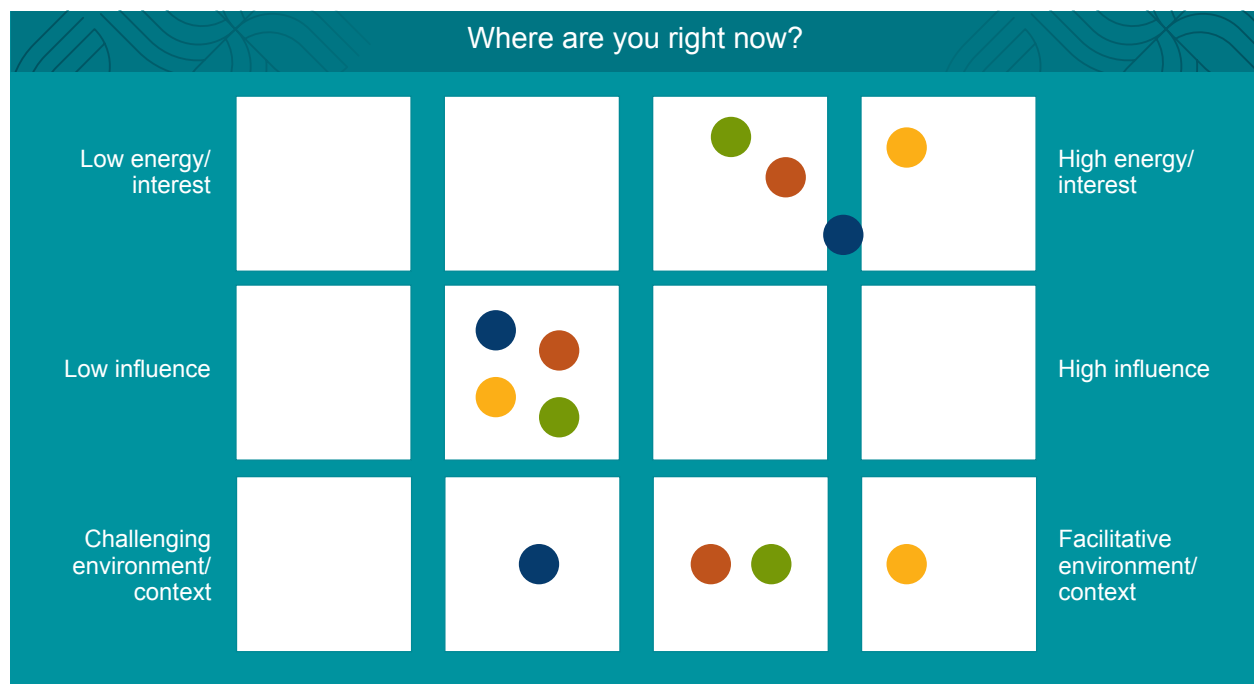 Where are you right now?
Low energy/
interest
High energy/
interest
Low influence
High influence
Challenging
environment/
context
Facilitative
environment/
context